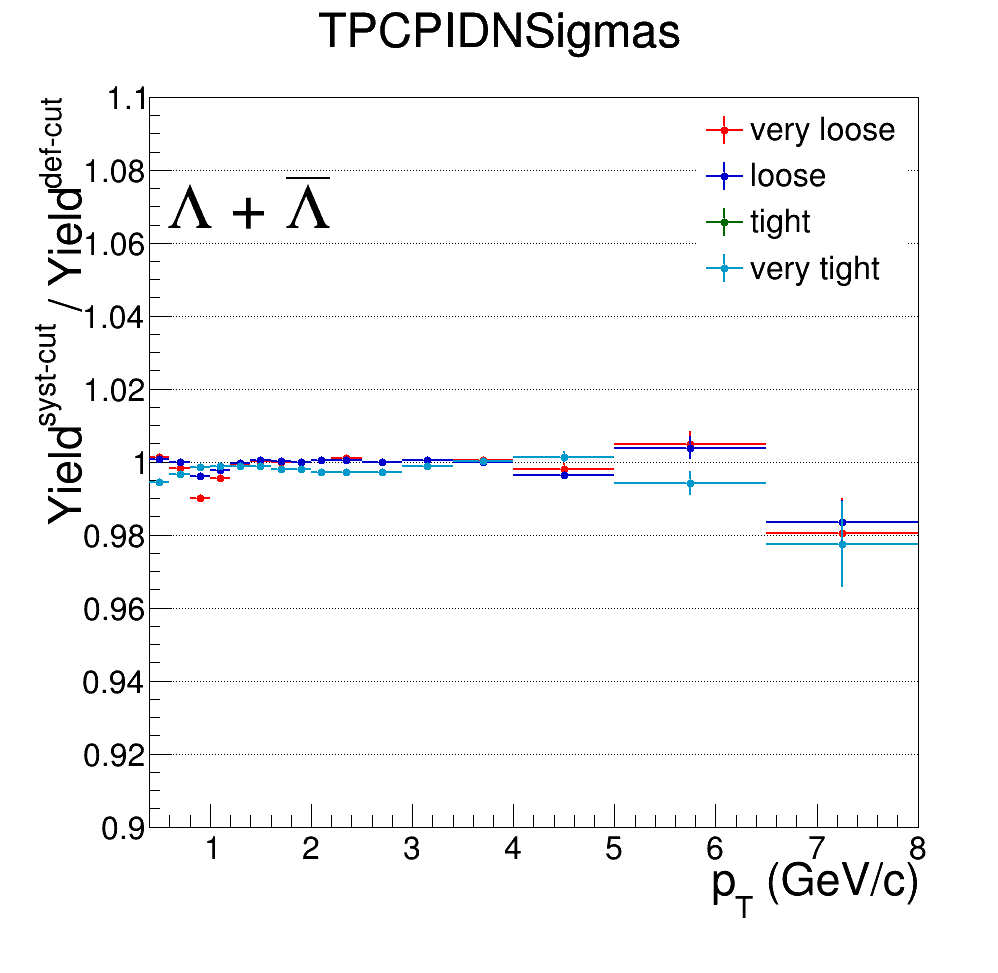 TPCPIDNSigmas
Yield^syst-cut / Yield^def-cut
Λ + Λ̅
very loose
loose
tight
very tight
1.1
1.08
1.06
1.04
1.02
1
0.98
0.96
0.94
0.92
0.9
1 2 3 4 5 6 7 8
p_T (GeV/c)